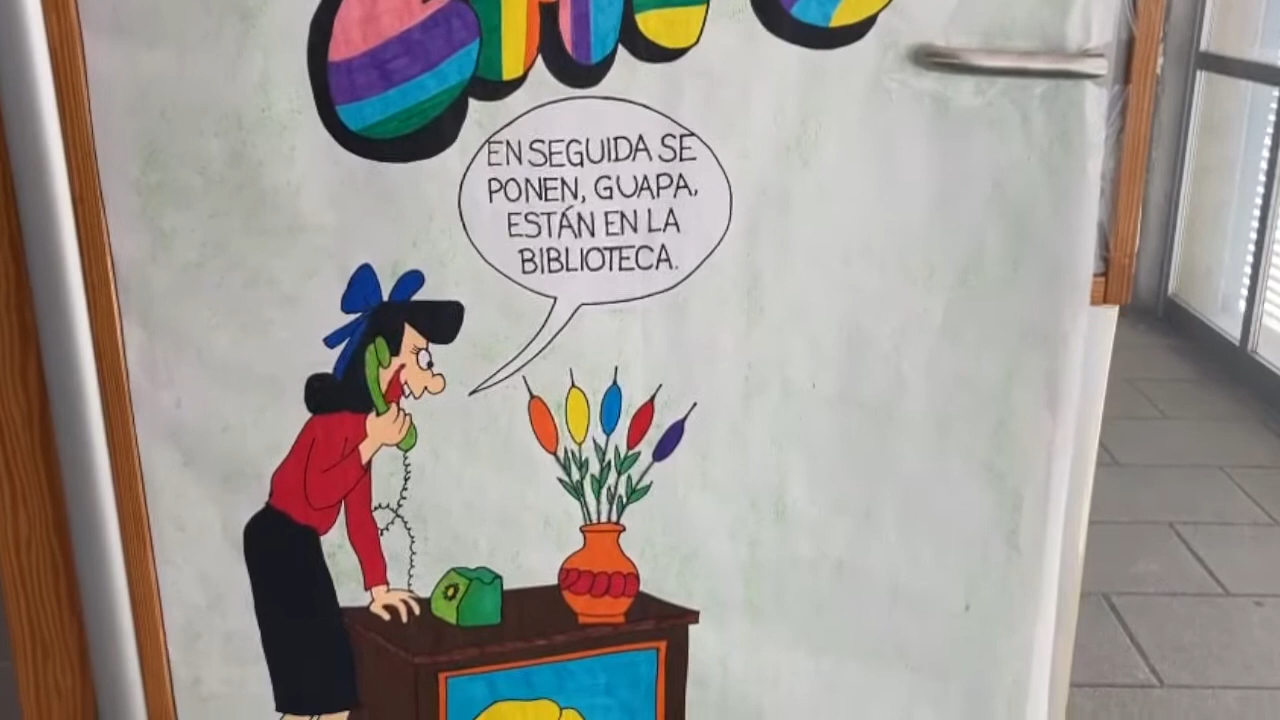 EN SEGUIDA SE
PONEN, GUAPA,
ESTÁN EN LA
BIBLIOTECA.